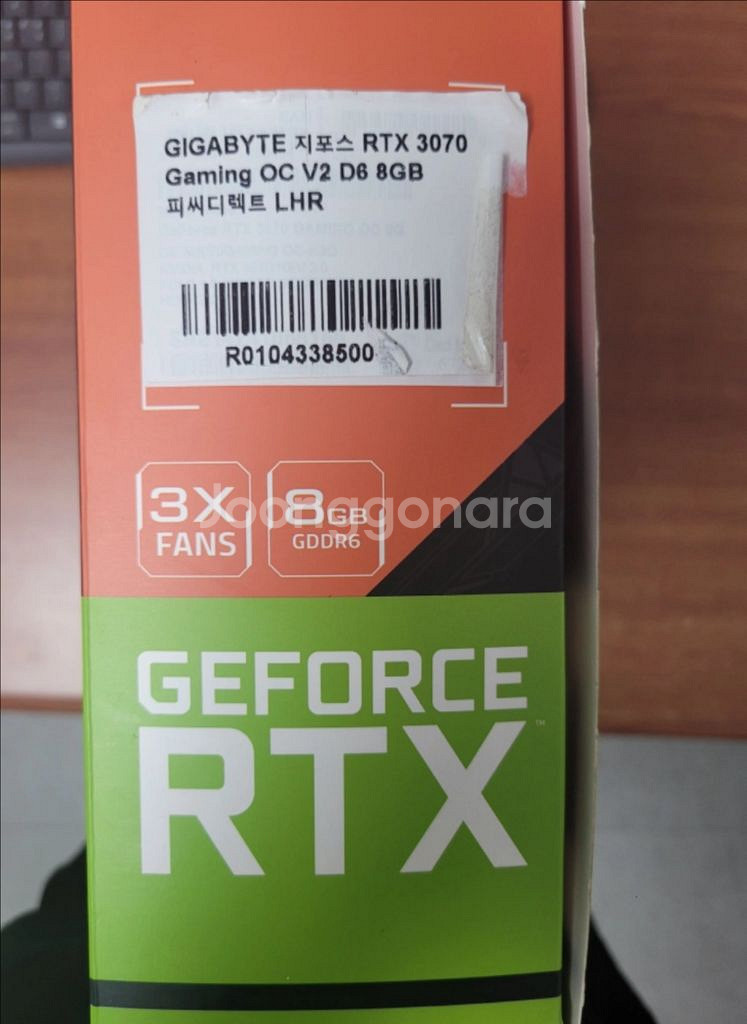 GIGABYTE 지포스 RTX 3070
Gaming OC V2 D6 8GB
피씨디렉트 LHR
R0104338500
3X
FANS
8GB
GDDR6
Joonggonara
GEFORCE
RTX™